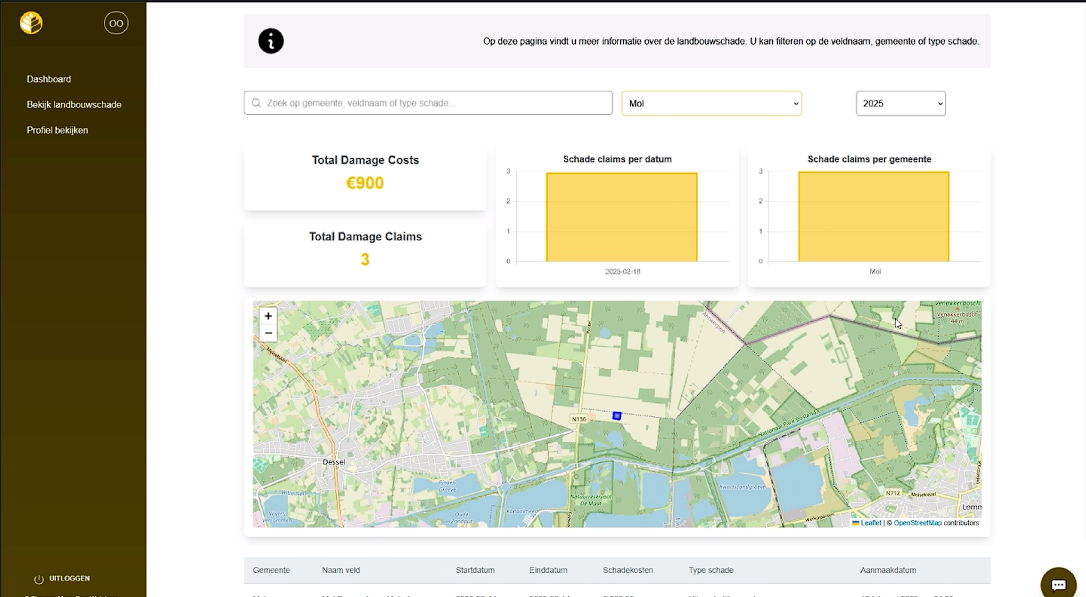 OO
Dashboard
Bekijk landbouwschade
Profiel bekijken
UITLOGGEN
Op deze pagina vindt u meer informatie over de landbouwschade. U kan filteren op de veldnaam, gemeente of type schade.
Zoek op gemeente, veldnaam of type schade...
Mol
2025
Total Damage Costs
€900
Total Damage Claims
3
Schade claims per datum
3
2
1
0
2025-02-18
Schade claims per gemeente
3
2
1
0
Mol
+
−
N136
Dessel
N712
Lomm
Leaflet | © OpenStreetMap contributors
Gemeente Naam veld Startdatum Einddatum Schadekosten Type schade Aanmaakdatum